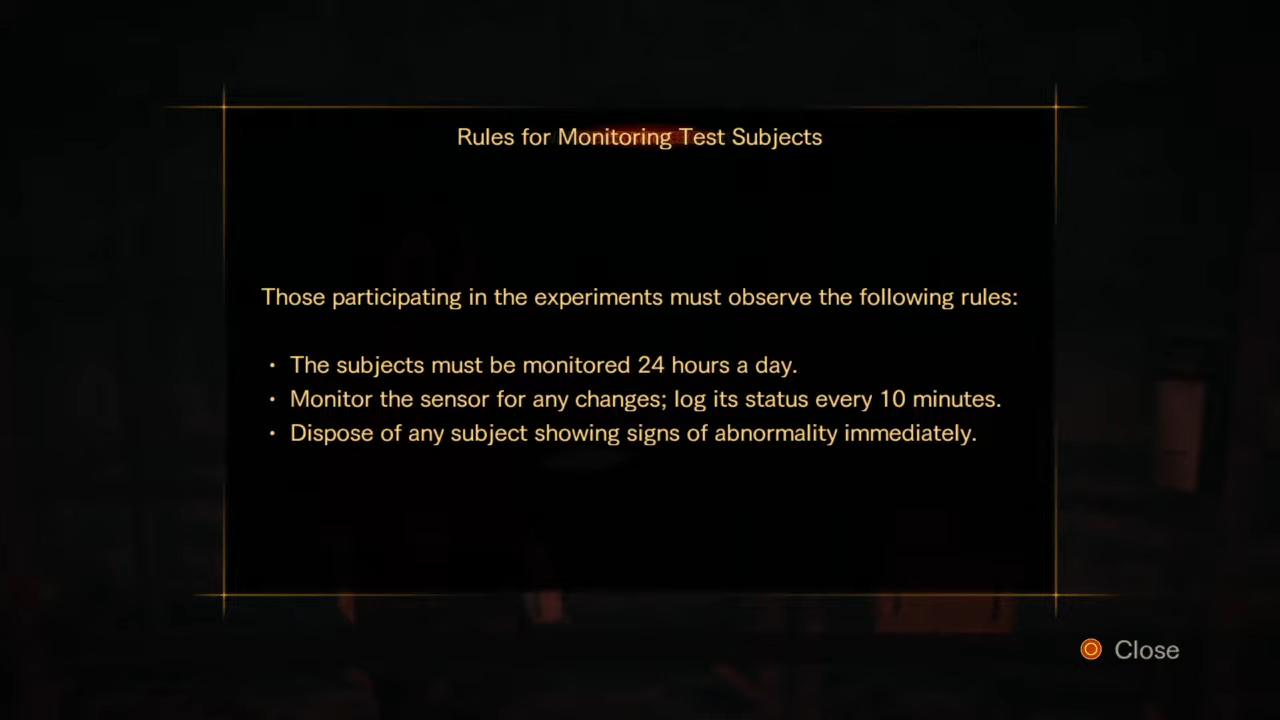 Rules for Monitoring Test Subjects
Those participating in the experiments must observe the following rules:
・ The subjects must be monitored 24 hours a day.
・ Monitor the sensor for any changes; log its status every 10 minutes.
・ Dispose of any subject showing signs of abnormality immediately.
Close